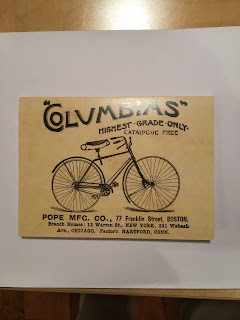 "COLUMBIAS"
HIGHEST-GRADE-ONLY-
CATALOGUE FREE
POPE MFG. CO., 77 Franklin Street, BOSTON.
Branch Houses: 12 Warren St., NEW YORK, 291 Wabash
Ave., CHICAGO. Factory, HARTFORD, CONN.